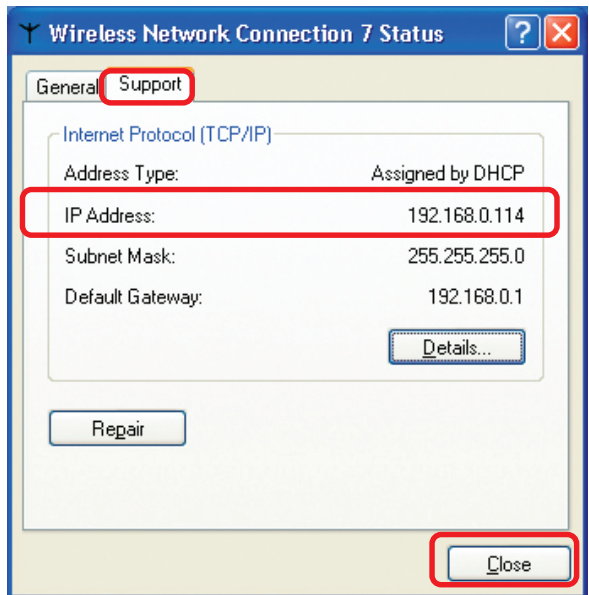 Wireless Network Connection 7 Status
General Support
Internet Protocol (TCP/IP)
Address Type: Assigned by DHCP
IP Address: 192.168.0.114
Subnet Mask: 255.255.255.0
Default Gateway: 192.168.0.1
Details...
Repair
Close